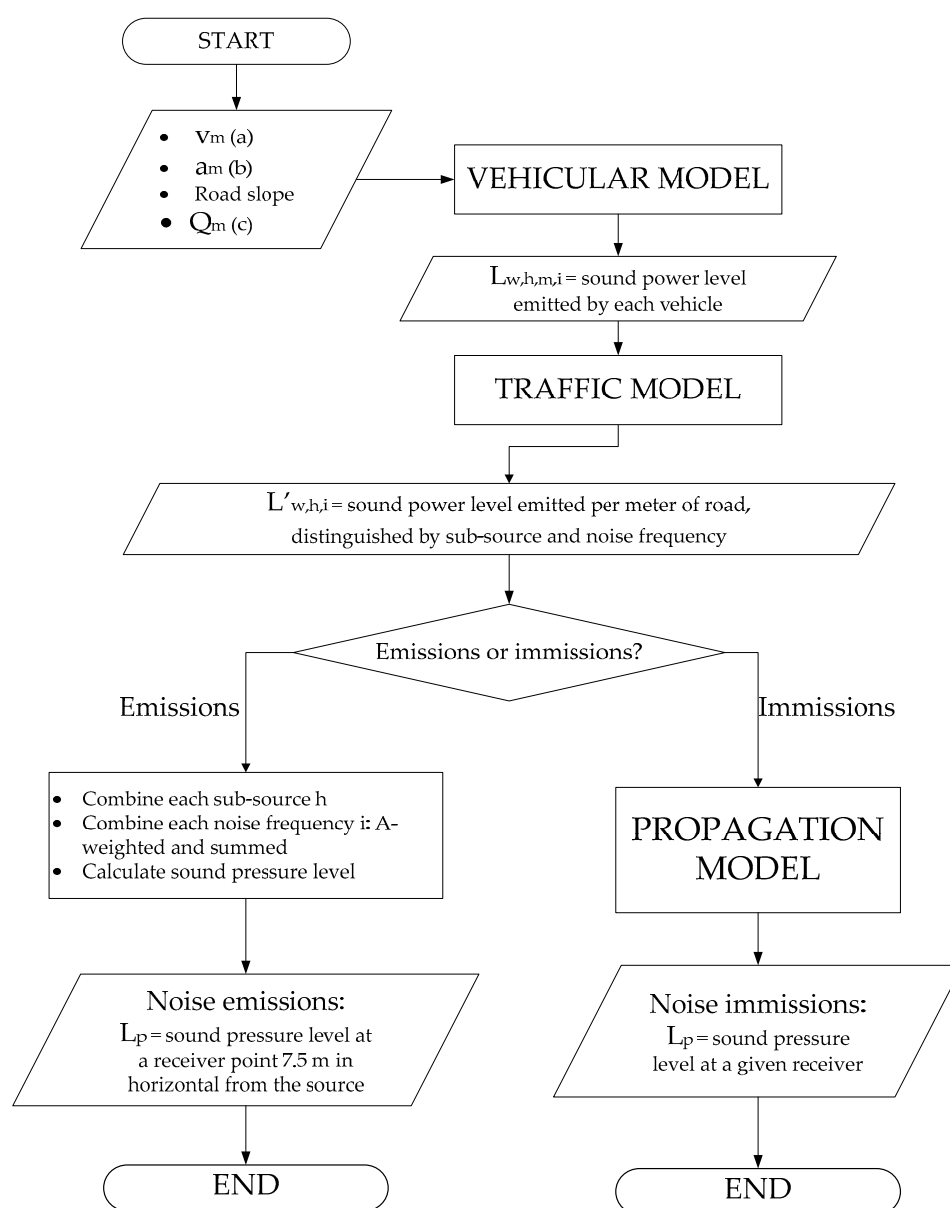 START
• vm (a)
• am (b)
• Road slope
• Qm (c)
VEHICULAR MODEL
Lw,h,m,i = sound power level
emitted by each vehicle
TRAFFIC MODEL
L’w,h,i = sound power level emitted per meter of road,
distinguished by sub-source and noise frequency
Emissions or immissions?
Emissions
Immissions
• Combine each sub-source h
• Combine each noise frequency i: A-
weighted and summed
• Calculate sound pressure level
PROPAGATION
MODEL
Noise emissions:
Lp = sound pressure level at
a receiver point 7.5 m in
horizontal from the source
Noise immissions:
Lp = sound pressure
level at a given receiver
END
END